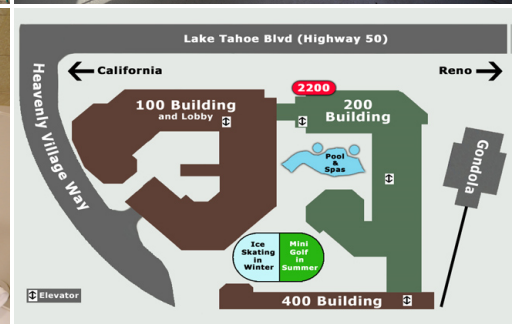 Lake Tahoe Blvd (Highway 50)
California
Reno
Heavenly Village Way
100 Building
and Lobby
2200
200
Building
Pool
&
Spas
Gondola
Ice
Skating
in
Winter
Mini
Golf
in
Summer
Elevator
400 Building